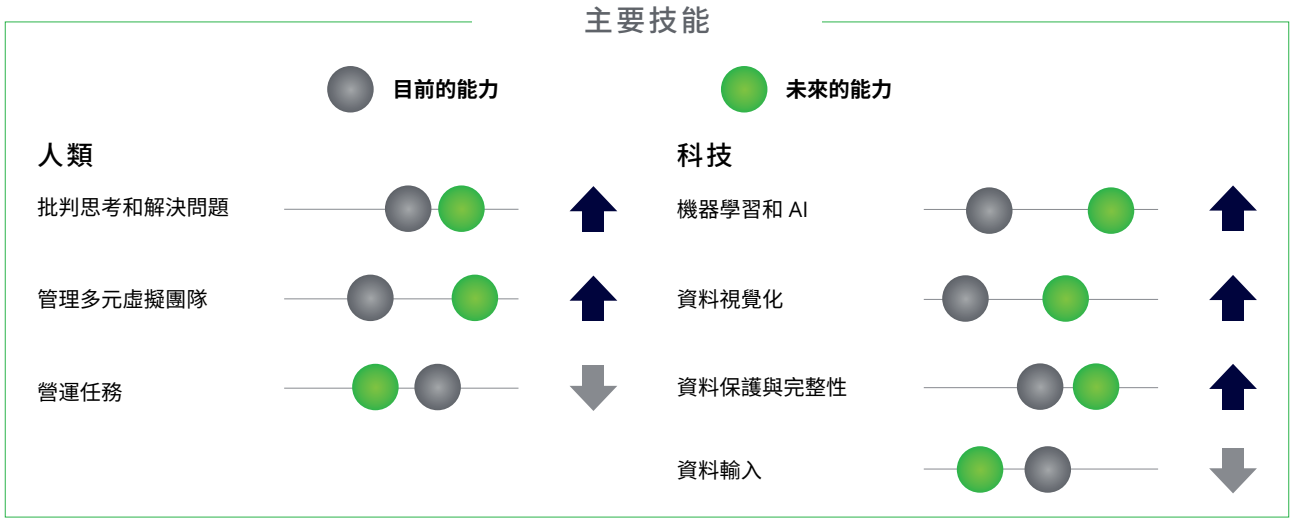 主要技能
目前的能力
未來的能力
人類
批判思考和解決問題
管理多元虛擬團隊
營運任務
科技
機器學習和 AI
資料視覺化
資料保護與完整性
資料輸入